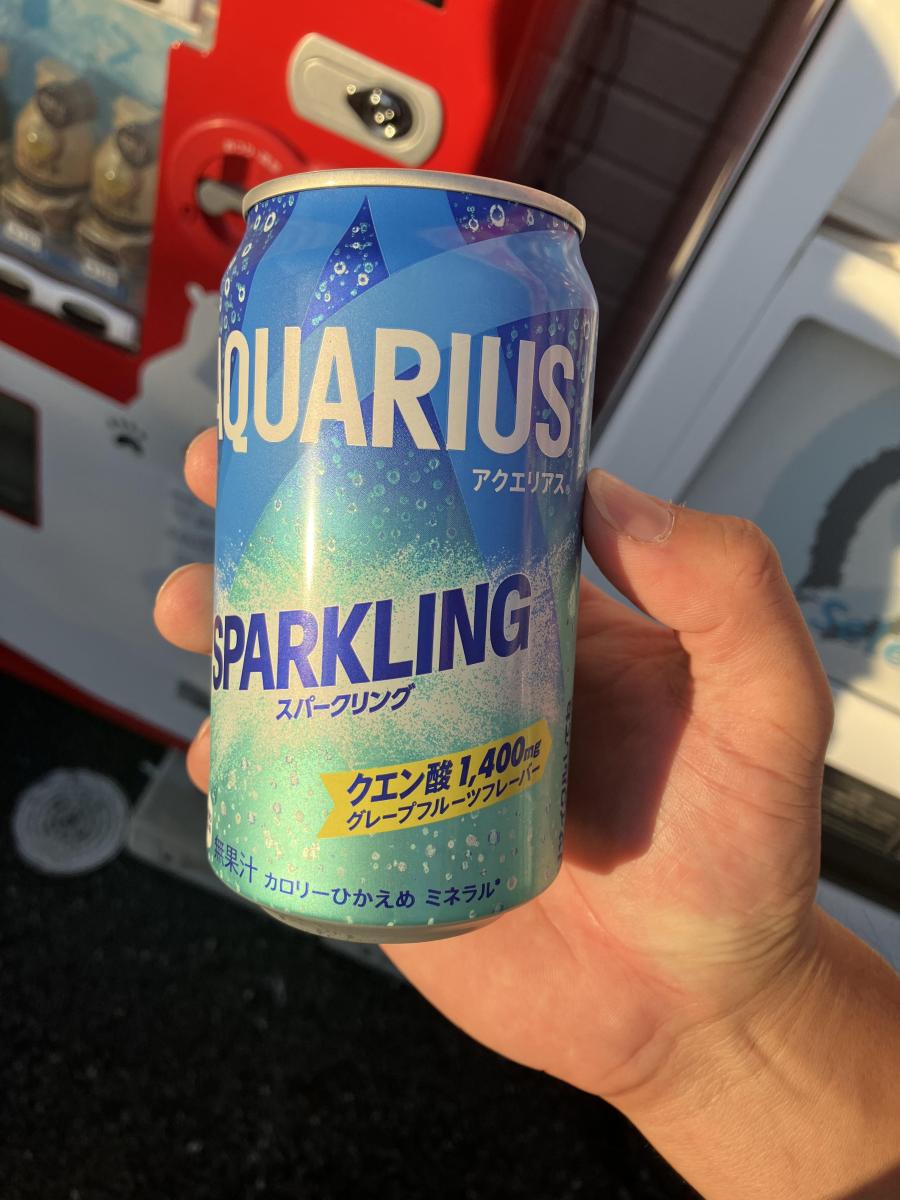 AQUARIUS®
アクエリアス®
SPARKLING
スパークリング
クエン酸 1,400mg
グレープフルーツフレーバー
無果汁 カロリーひかえめ ミネラル*